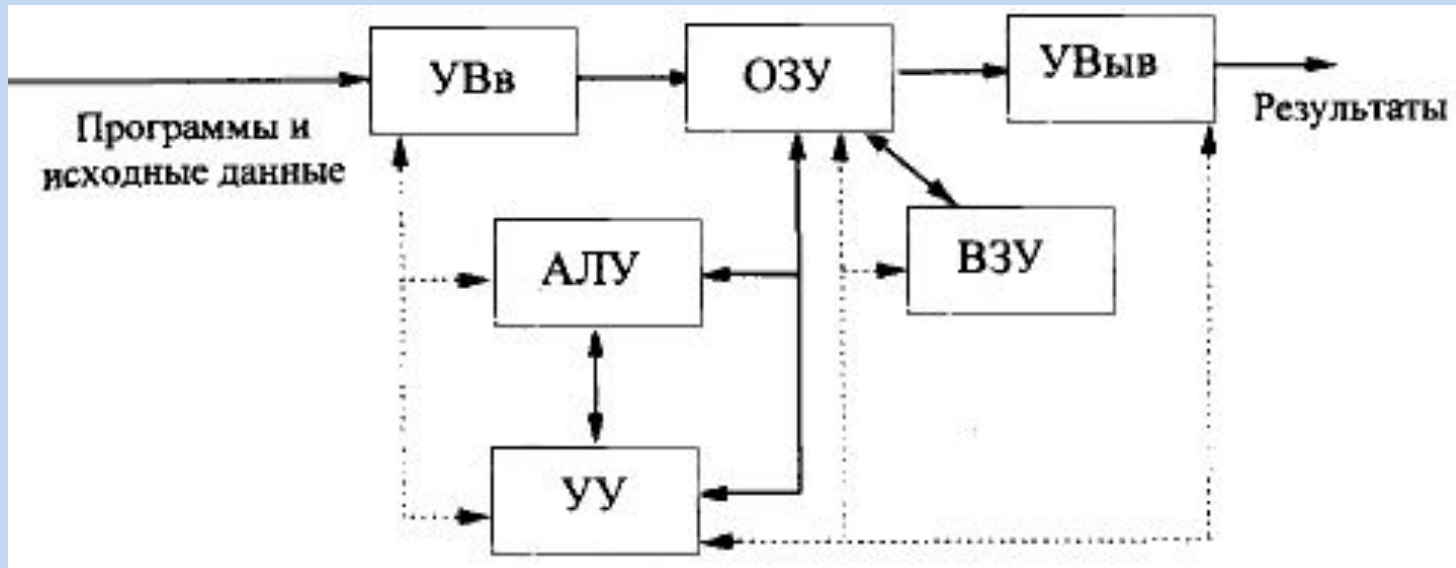 УВв
ОЗУ
УВыв
Программы и
исходные данные
Результаты
АЛУ
ВЗУ
УУ